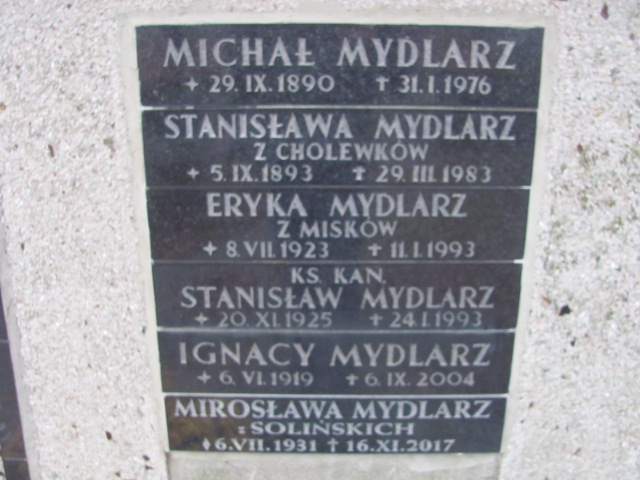 MICHAŁ MYDLARZ
29.IX.1890 31.I.1976
STANISŁAWA MYDLARZ
Z CHOLEWKÓW
5.IX.1893 29.III.1983
ERYKA MYDLARZ
Z MISKÓW
8.VII.1923 11.I.1993
KS. KAN.
STANISŁAW MYDLARZ
20.XI.1925 24.I.1993
IGNACY MYDLARZ
6.VI.1919 6.IX.2004
MIROSŁAWA MYDLARZ
z SOLIŃSKICH
6.VII.1931 16.XI.2017